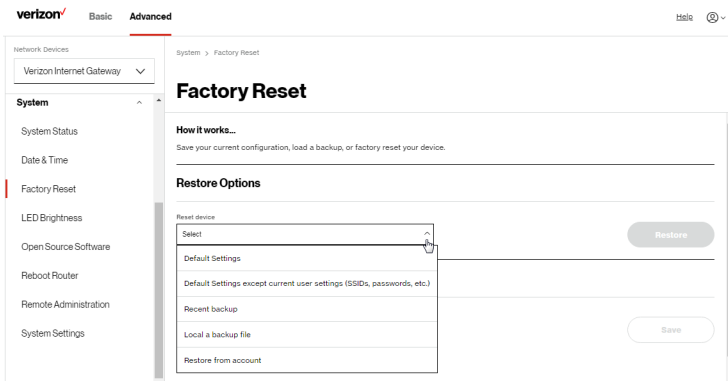 verizon✓ Basic Advanced Help
Network Devices
Verizon Internet Gateway
System
System Status
Date & Time
Factory Reset
LED Brightness
Open Source Software
Reboot Router
Remote Administration
System Settings
System > Factory Reset
Factory Reset
How it works...
Save your current configuration, load a backup, or factory reset your device.
Restore Options
Reset device
Select
Restore
Default Settings
Default Settings except current user settings (SSIDs, passwords, etc.)
Recent backup
Local a backup file
Restore from account
Save